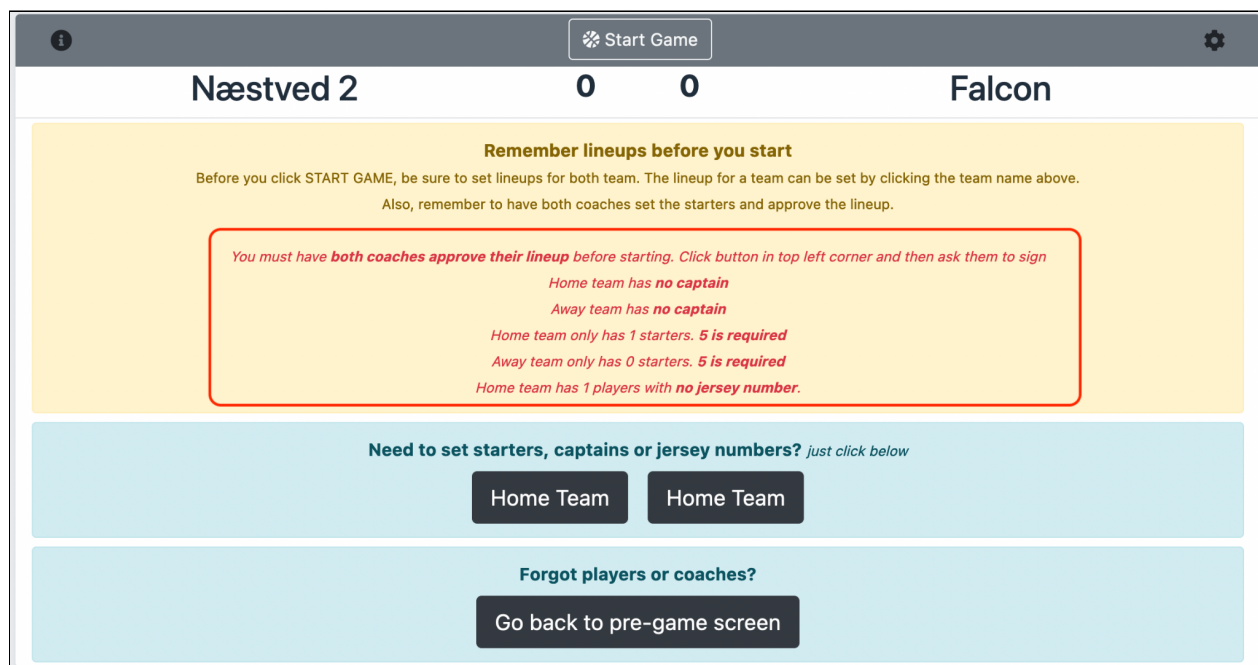 Start Game
Næstved 2 0 0 Falcon
Remember lineups before you start
Before you click START GAME, be sure to set lineups for both team. The lineup for a team can be set by clicking the team name above.
Also, remember to have both coaches set the starters and approve the lineup.
You must have both coaches approve their lineup before starting. Click button in top left corner and then ask them to sign
Home team has no captain
Away team has no captain
Home team only has 1 starters. 5 is required
Away team only has 0 starters. 5 is required
Home team has 1 players with no jersey number.
Need to set starters, captains or jersey numbers? just click below
Home Team Home Team
Forgot players or coaches?
Go back to pre-game screen